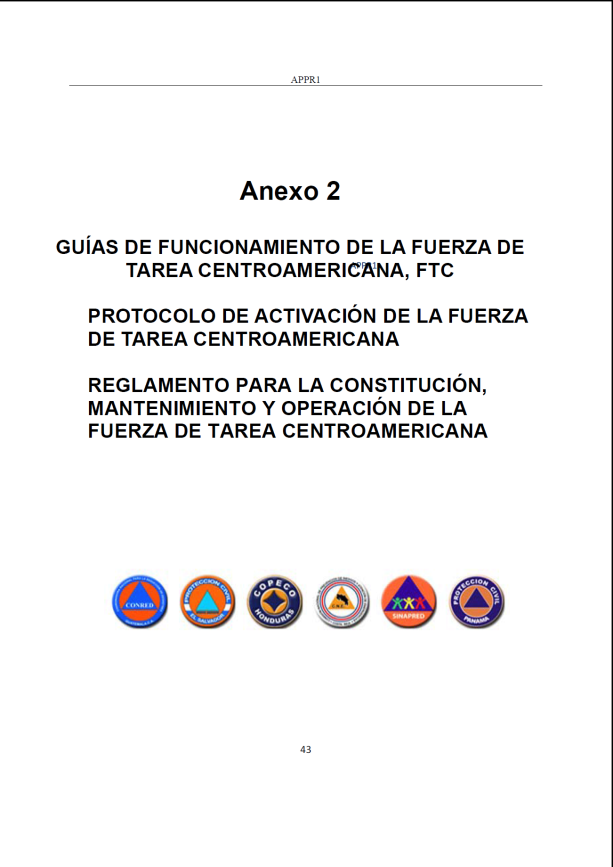 APPR1
Anexo 2
GUÍAS DE FUNCIONAMIENTO DE LA FUERZA DE
TAREA CENTROAMERICANA, FTC
APPR1
PROTOCOLO DE ACTIVACIÓN DE LA FUERZA
DE TAREA CENTROAMERICANA
REGLAMENTO PARA LA CONSTITUCIÓN,
MANTENIMIENTO Y OPERACIÓN DE LA
FUERZA DE TAREA CENTROAMERICANA
CONRED
PROTECCION CIVIL
EL SALVADOR
COPECO
HONDURAS
SINAPRED
PROTECCION CIVIL
PANAMA
43